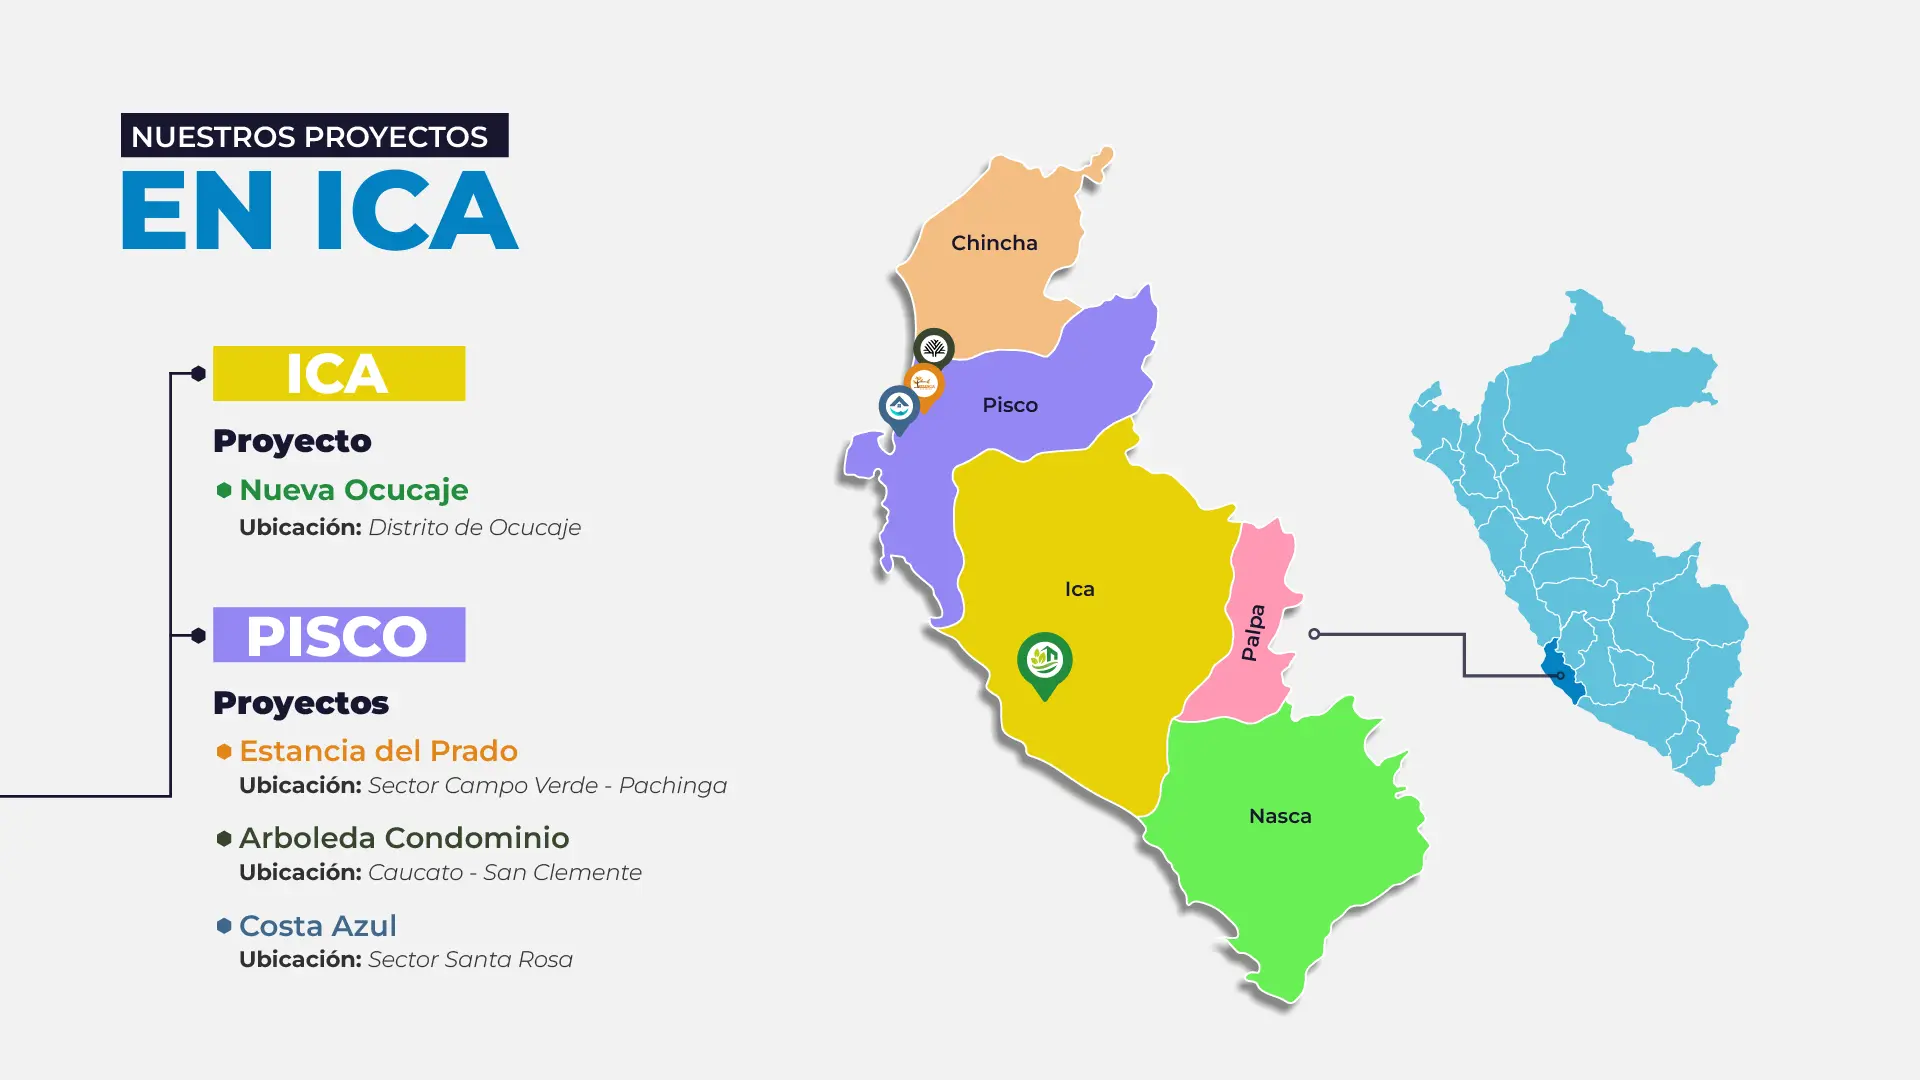 NUESTROS PROYECTOS
EN ICA
ICA
Proyecto
Nueva Ocucaje
Ubicación: Distrito de Ocucaje
PISCO
Proyectos
Estancia del Prado
Ubicación: Sector Campo Verde - Pachinga
Arboleda Condominio
Ubicación: Caucato - San Clemente
Costa Azul
Ubicación: Sector Santa Rosa
Chincha
Pisco
Ica
Palpa
Nasca